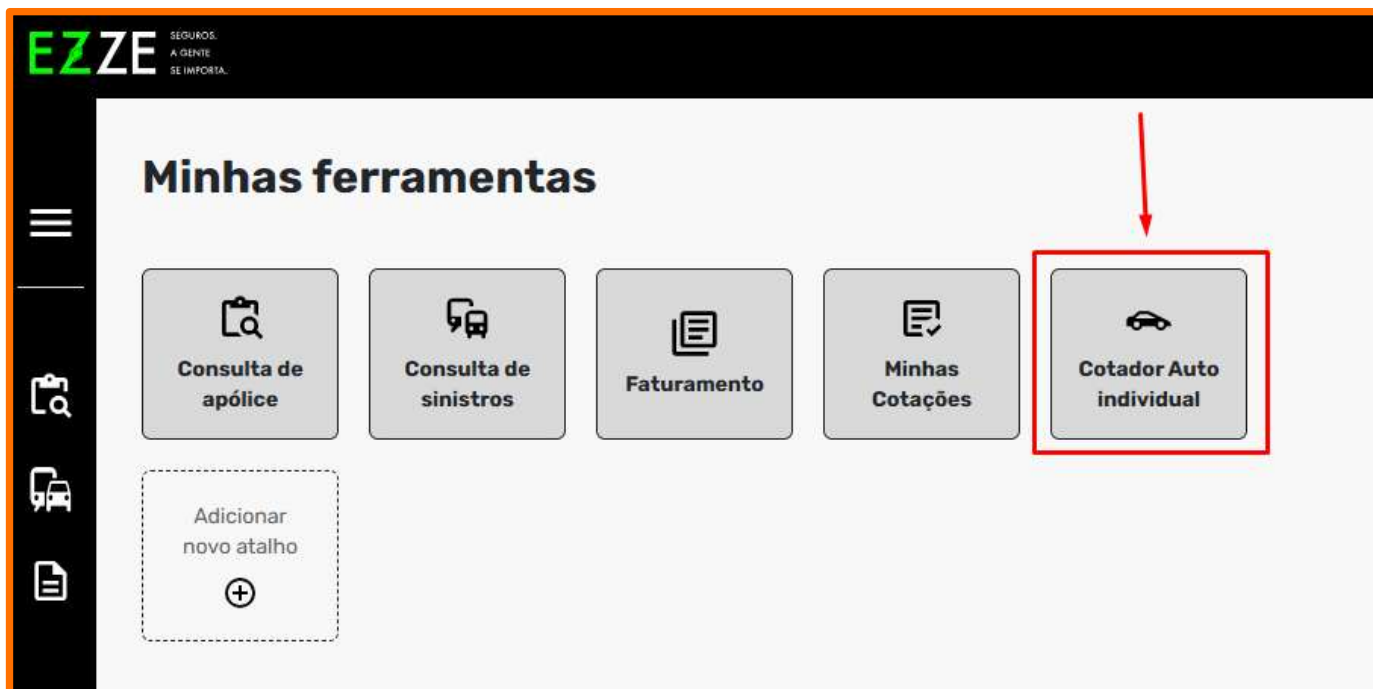 EZZE
SEGUROS.
A GENTE
SE IMPORTA.
Minhas ferramentas
Consulta de
apólice
Consulta de
sinistros
Faturamento
Minhas
Cotações
Cotador Auto
individual
Adicionar
novo atalho